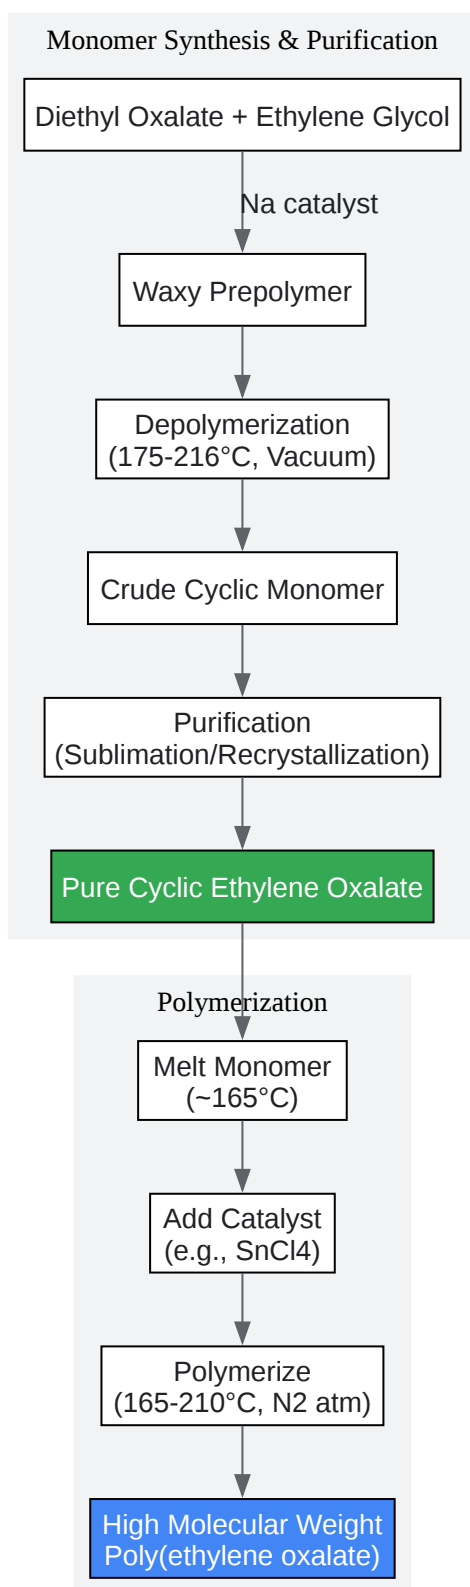 Monomer Synthesis & Purification
Diethyl Oxalate + Ethylene Glycol
Na catalyst
Waxy Prepolymer
Depolymerization
(175-216°C, Vacuum)
Crude Cyclic Monomer
Purification
(Sublimation/Recrystallization)
Pure Cyclic Ethylene Oxalate
Polymerization
Melt Monomer
(~165°C)
Add Catalyst
(e.g., SnCl4)
Polymerize
(165-210°C, N2 atm)
High Molecular Weight
Poly(ethylene oxalate)